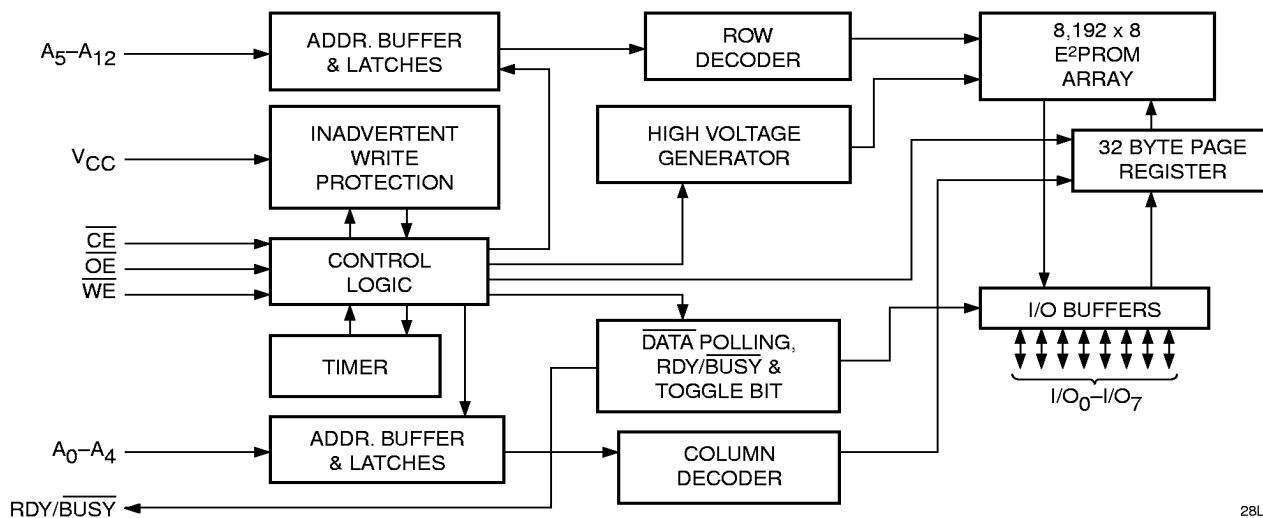 A5–A12
ADDR. BUFFER
& LATCHES
ROW
DECODER
8,192 x 8
E²PROM
ARRAY
VCC
INADVERTENT
WRITE
PROTECTION
HIGH VOLTAGE
GENERATOR
32 BYTE PAGE
REGISTER
CE
OE
WE
CONTROL
LOGIC
TIMER
DATA POLLING,
RDY/BUSY &
TOGGLE BIT
I/O BUFFERS
I/O0–I/O7
A0–A4
ADDR. BUFFER
& LATCHES
COLUMN
DECODER
RDY/BUSY
28L